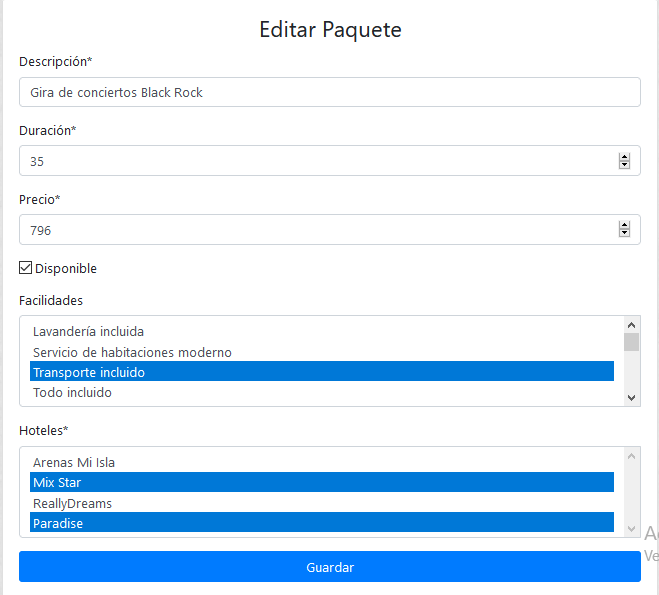 Editar Paquete
Descripción*
Gira de conciertos Black Rock
Duración*
35
Precio*
796
Disponible
Facilidades
Lavandería incluida
Servicio de habitaciones moderno
Transporte incluido
Todo incluido
Hoteles*
Arenas Mi Isla
Mix Star
ReallyDreams
Paradise
Guardar